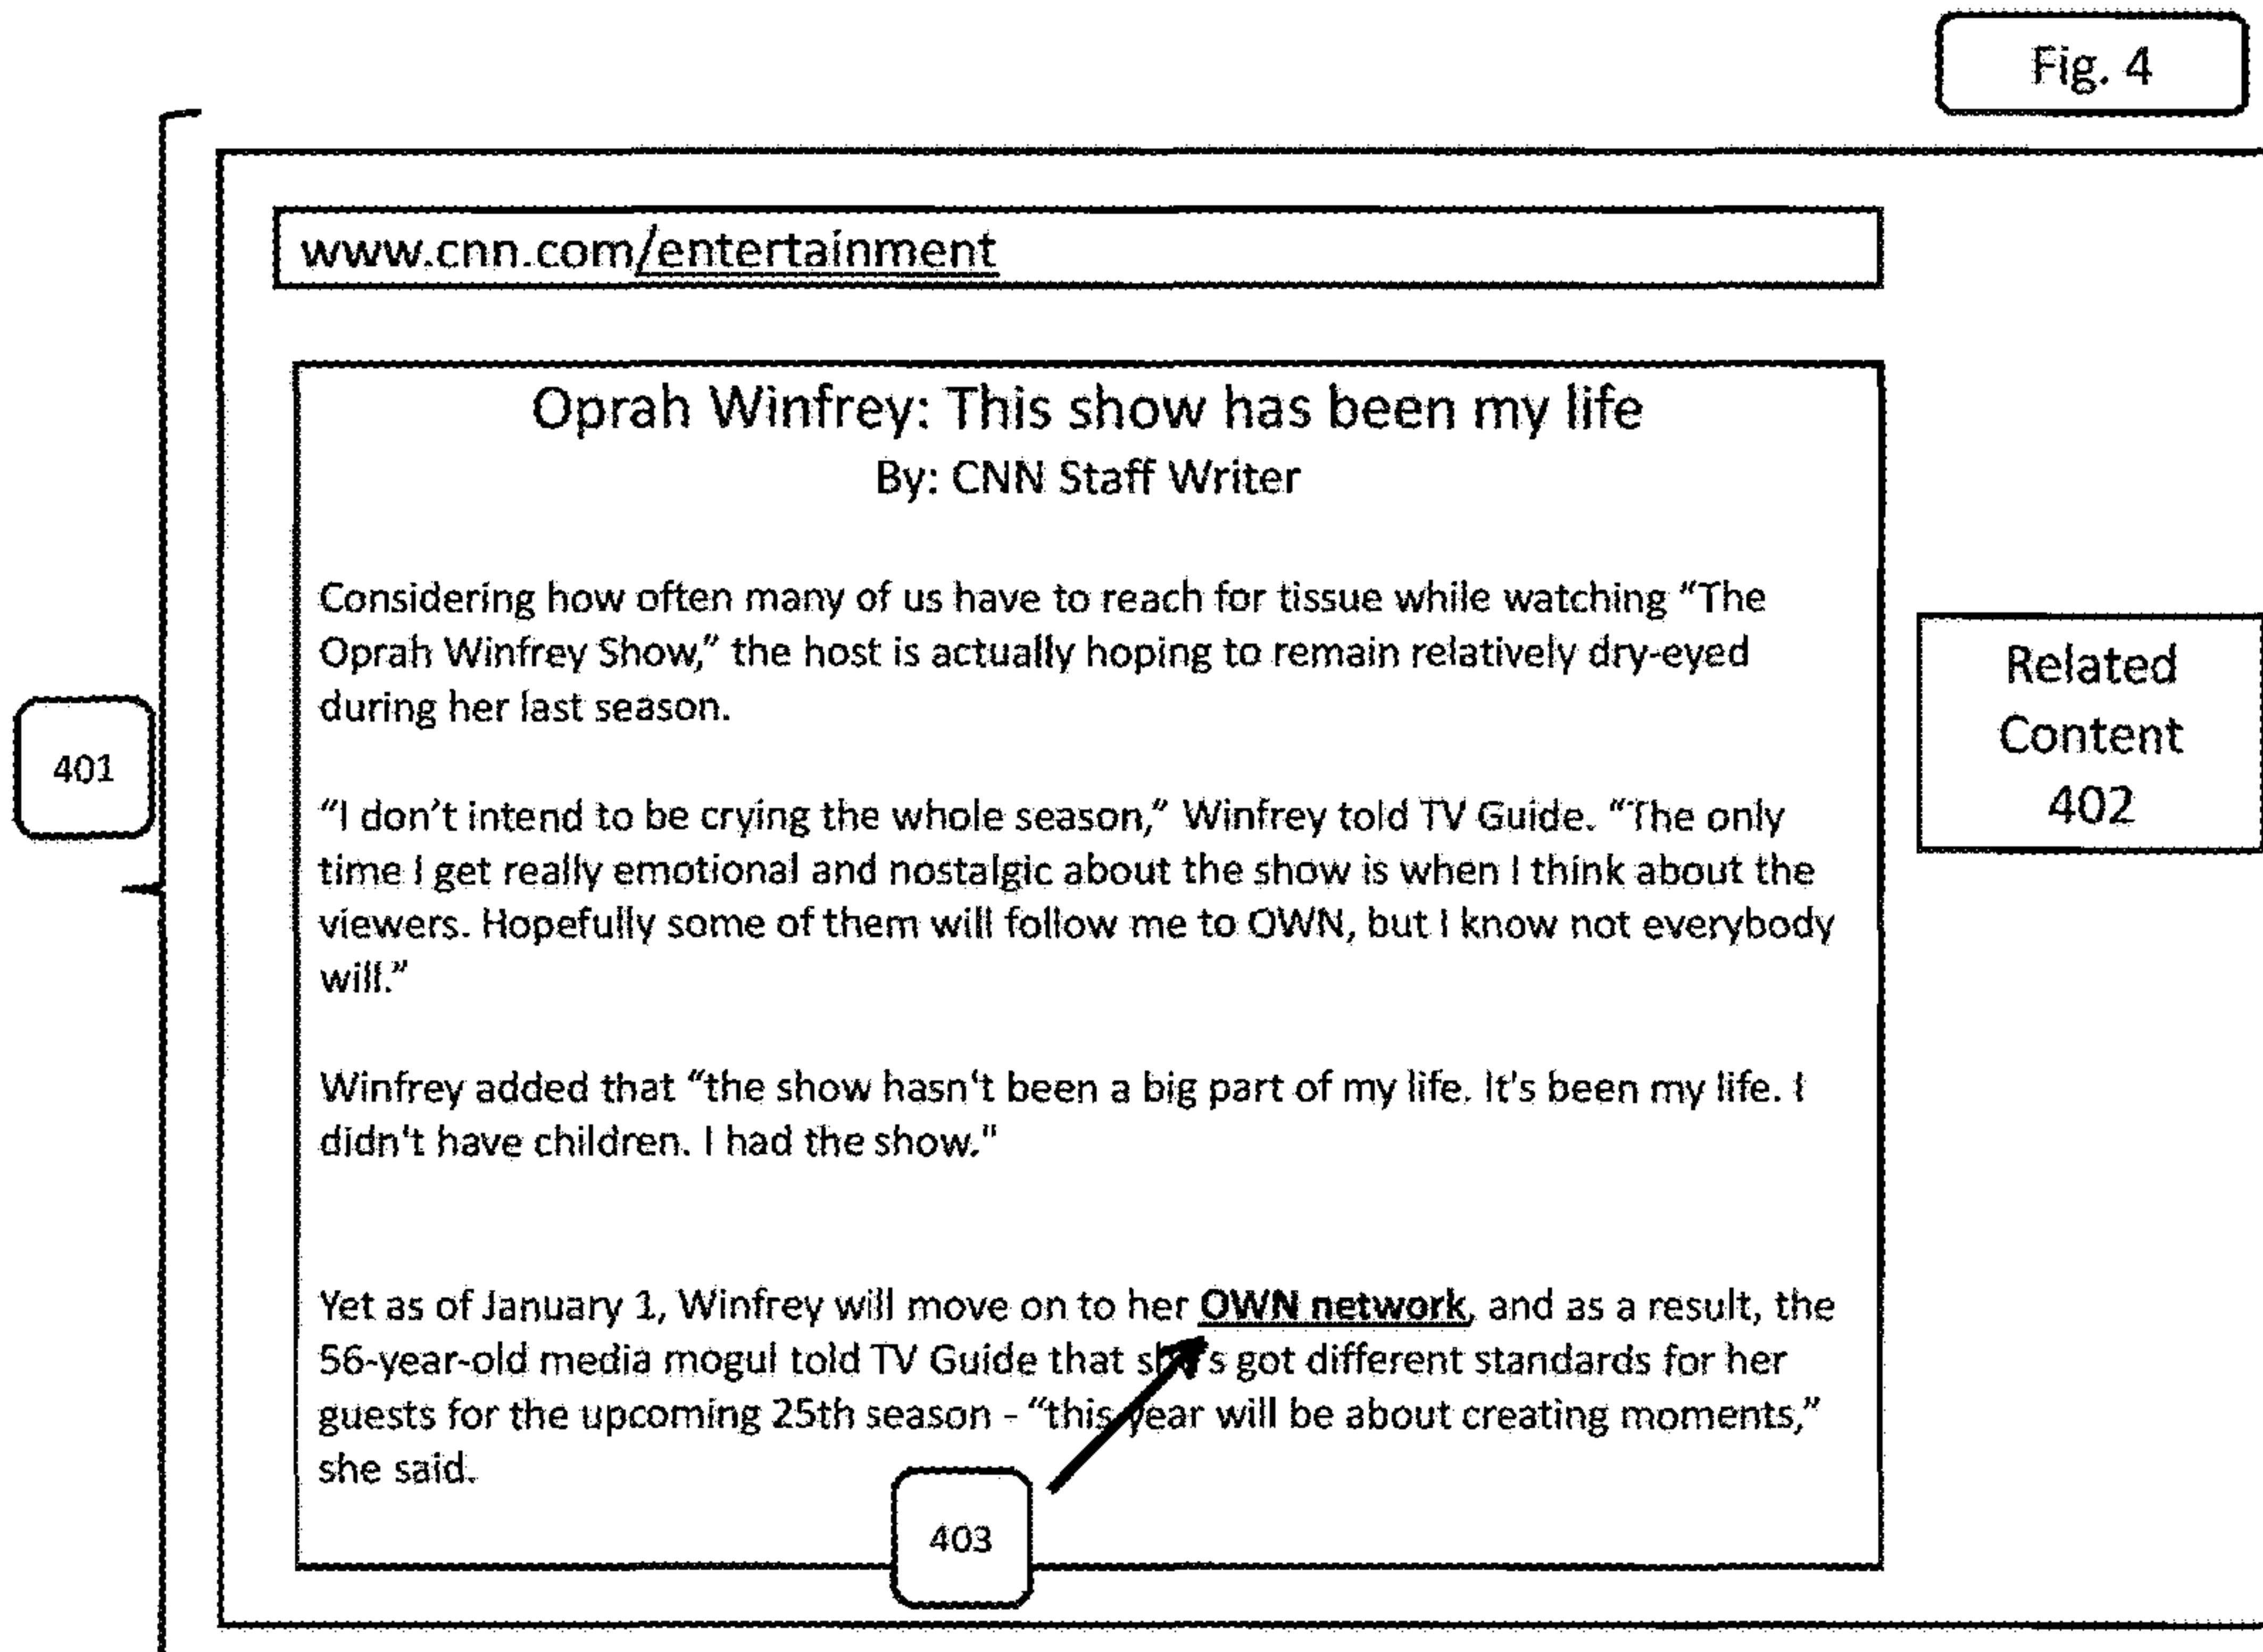 Fig. 4
www.cnn.com/entertainment
Oprah Winfrey: This show has been my life
By: CNN Staff Writer
Considering how often many of us have to reach for tissue while watching “The
Oprah Winfrey Show,” the host is actually hoping to remain relatively dry-eyed
during her last season.
401
Related
Content
402
“I don’t intend to be crying the whole season,” Winfrey told TV Guide. “The only
time I get really emotional and nostalgic about the show is when I think about the
viewers. Hopefully some of them will follow me to OWN, but I know not everybody
will.”
Winfrey added that “the show hasn't been a big part of my life. It's been my life. I
didn't have children. I had the show."
Yet as of January 1, Winfrey will move on to her OWN network, and as a result, the
56-year-old media mogul told TV Guide that she's got different standards for her
guests for the upcoming 25th season - “this year will be about creating moments,”
she said.
403